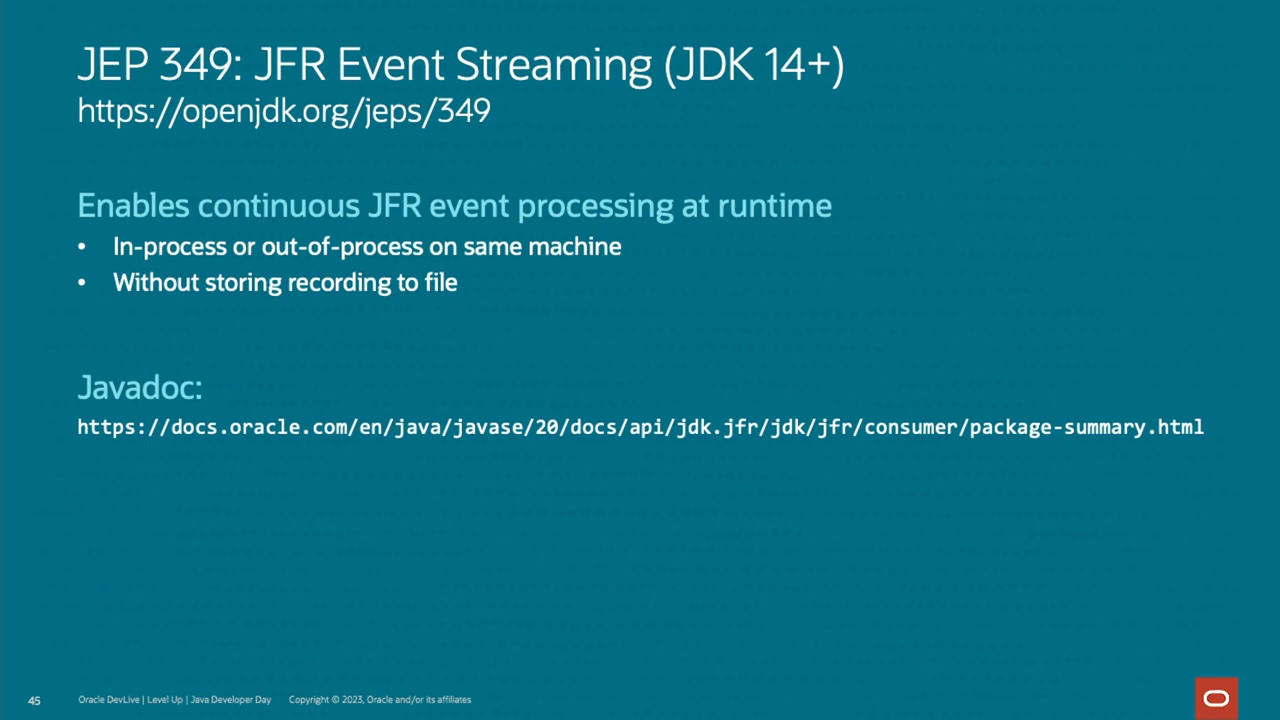 JEP 349: JFR Event Streaming (JDK 14+)
https://openjdk.org/jeps/349
Enables continuous JFR event processing at runtime
• In-process or out-of-process on same machine
• Without storing recording to file
Javadoc:
https://docs.oracle.com/en/java/javase/20/docs/api/jdk.jfr/jdk/jfr/consumer/package-summary.html
45 Oracle DevLive | Level Up | Java Developer Day Copyright © 2023, Oracle and/or its affiliates